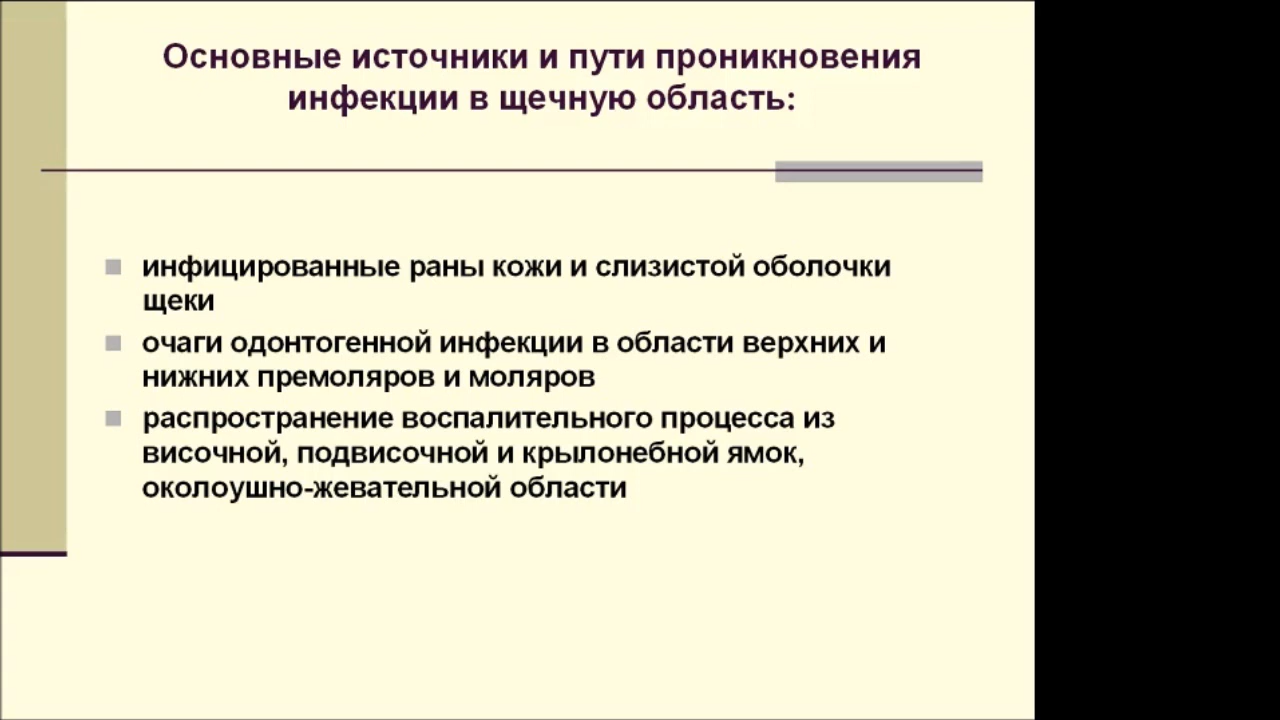 Основные источники и пути проникновения
инфекции в щечную область:
инфицированные раны кожи и слизистой оболочки
щеки
очаги одонтогенной инфекции в области верхних и
нижних премоляров и моляров
распространение воспалительного процесса из
височной, подвисочной и крылонебной ямок,
околоушно-жевательной области